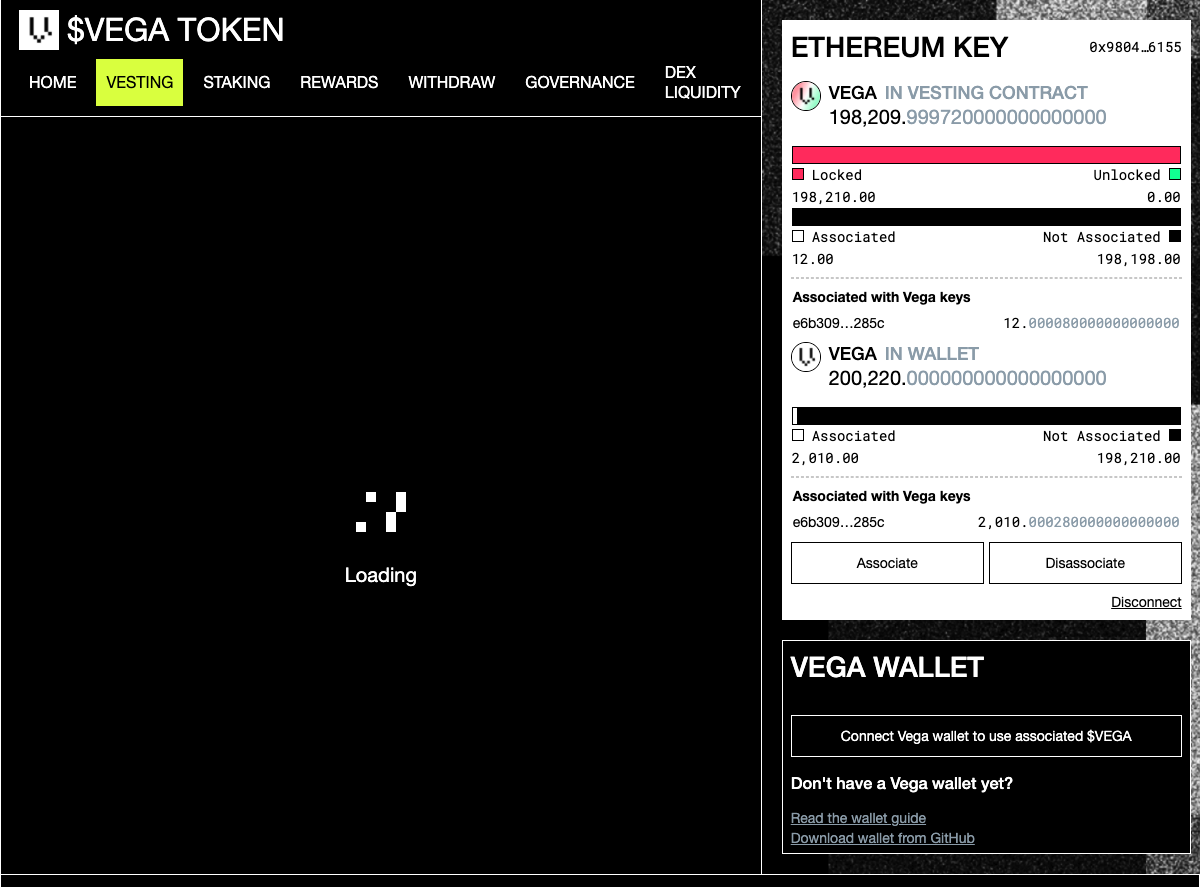 $VEGA TOKEN
HOME VESTING STAKING REWARDS WITHDRAW GOVERNANCE DEX LIQUIDITY
Loading
ETHEREUM KEY 0x9804…6155
VEGA IN VESTING CONTRACT
198,209.999720000000000000
Locked Unlocked
198,210.00 0.00
Associated Not Associated
12.00 198,198.00
Associated with Vega keys
e6b309…285c 12.000080000000000000
VEGA IN WALLET
200,220.000000000000000000
Associated Not Associated
2,010.00 198,210.00
Associated with Vega keys
e6b309…285c 2,010.000280000000000000
Associate Disassociate
Disconnect
VEGA WALLET
Connect Vega wallet to use associated $VEGA
Don't have a Vega wallet yet?
Read the wallet guide
Download wallet from GitHub